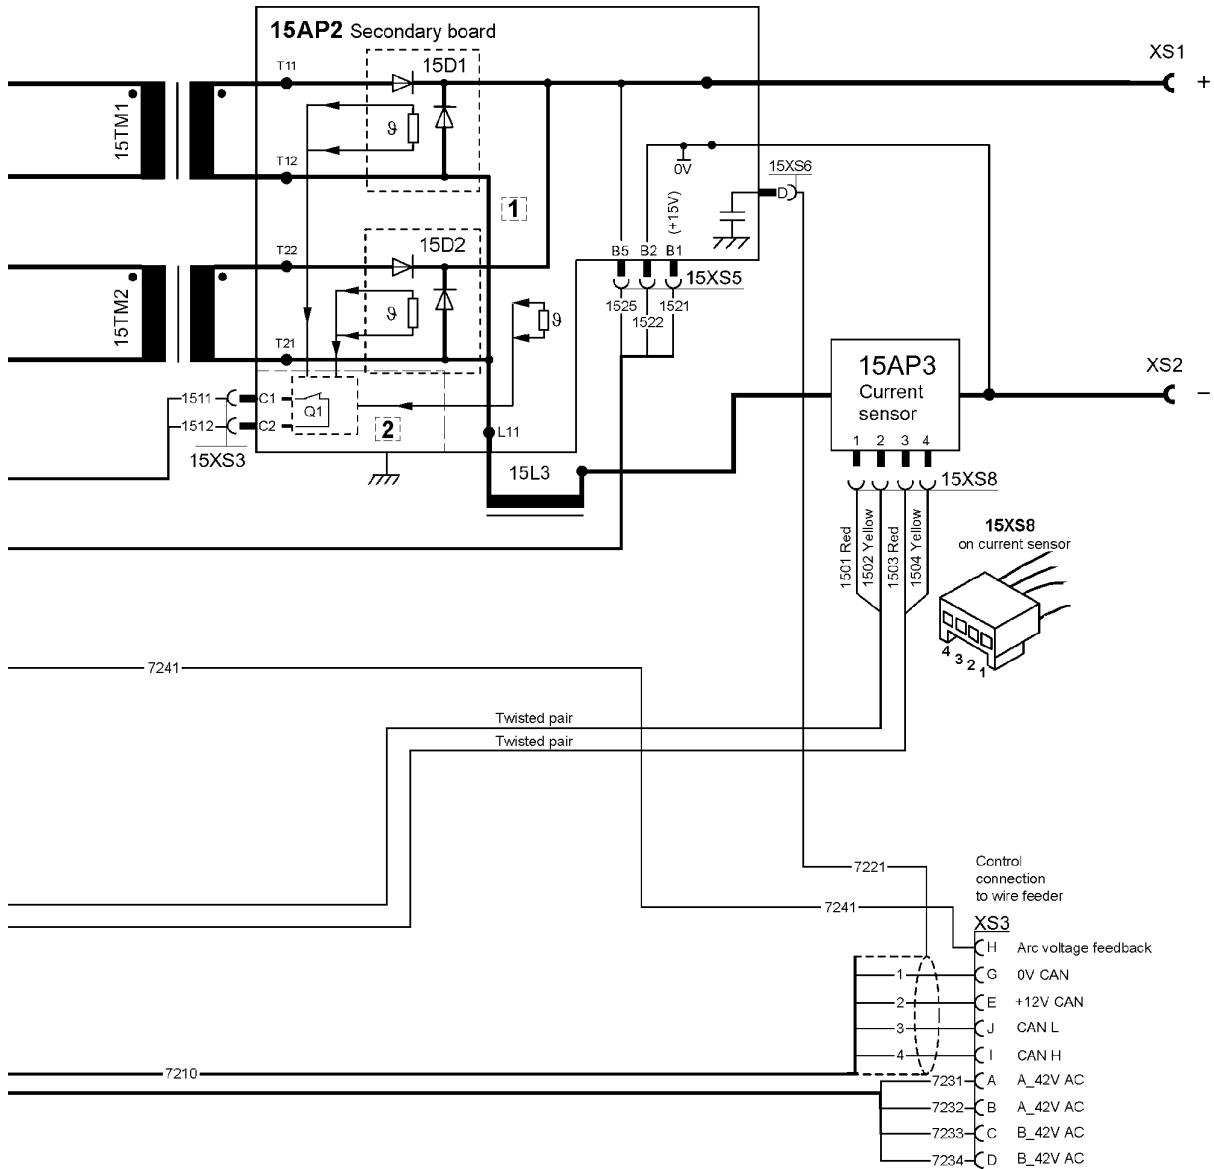 15AP2 Secondary board
XS1
T11
15D1
+
15TM1
ϑ
T12
0V
15XS6
D
(+15V)
1
T22
15D2
B5 B2 B1
15XS5
15TM2
ϑ
ϑ
1525
1522
1521
T21
15AP3
Current
sensor
XS2
−
1511
C1
Q1
1512
C2
2
L11
15XS3
1 2 3 4
15L3
15XS8
1501 Red
1502 Yellow
1503 Red
1504 Yellow
15XS8
on current sensor
4 3 2 1
7241
Twisted pair
Twisted pair
7221
Control
connection
to wire feeder
7241
XS3
H Arc voltage feedback
1 G 0V CAN
2 E +12V CAN
3 J CAN L
4 I CAN H
7210
7231 A A_42V AC
7232 B A_42V AC
7233 C B_42V AC
7234 D B_42V AC